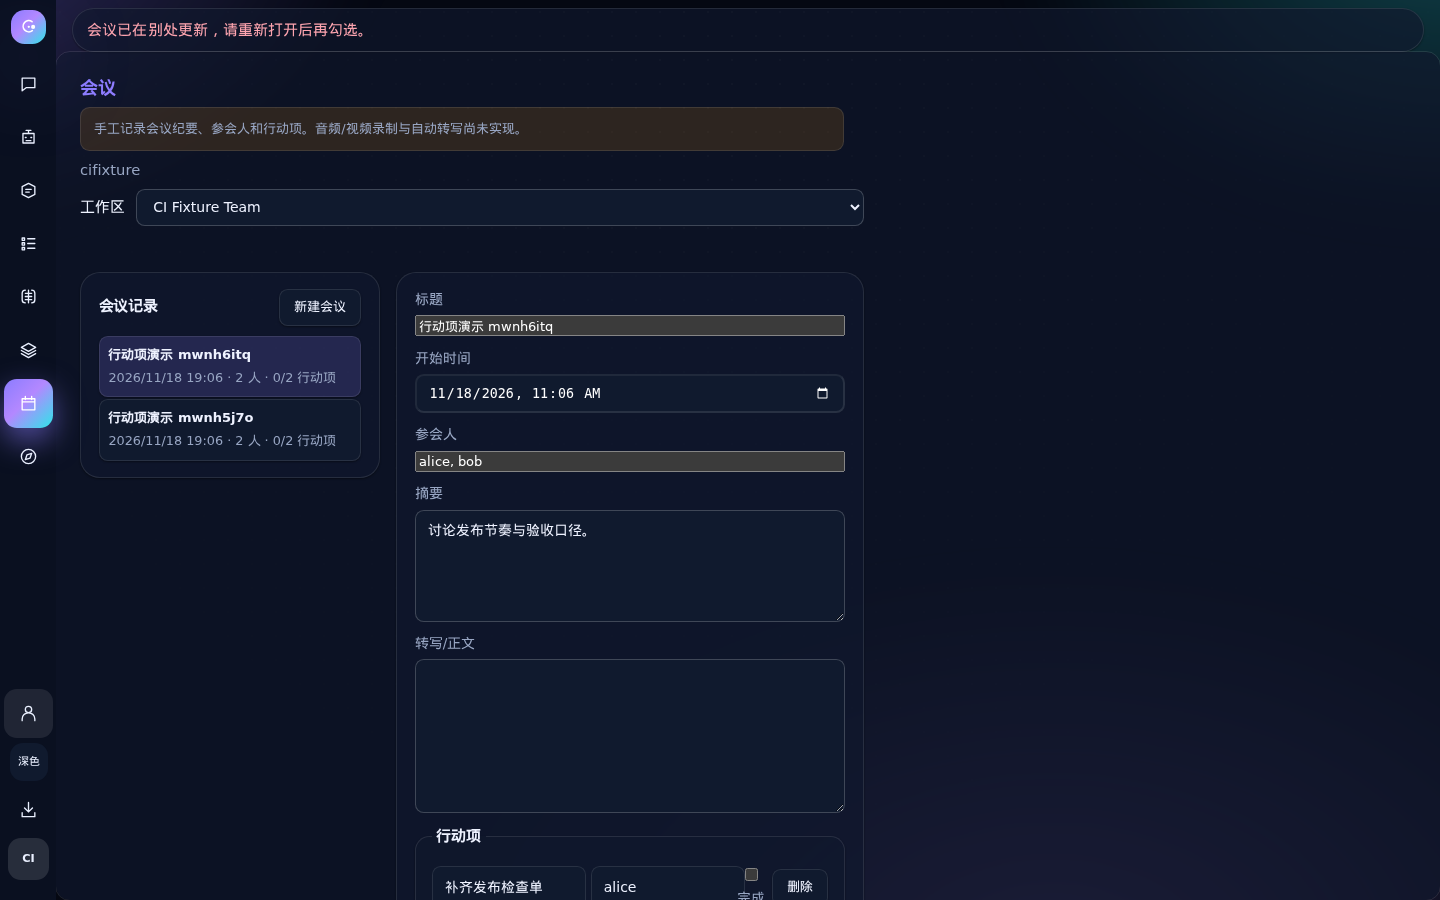 会议已在别处更新，请重新打开后再勾选。
会议
手工记录会议纪要、参会人和行动项。音频/视频录制与自动转写尚未实现。
cifixture
工作区
CI Fixture Team
会议记录
新建会议
行动项演示 mwnh6itq
2026/11/18 19:06 · 2 人 · 0/2 行动项
行动项演示 mwnh5j7o
2026/11/18 19:06 · 2 人 · 0/2 行动项
标题
行动项演示 mwnh6itq
开始时间
11/18/2026, 11:06 AM
参会人
alice, bob
摘要
讨论发布节奏与验收口径。
转写/正文
行动项
补齐发布检查单
alice
完成
删除
深色
CI